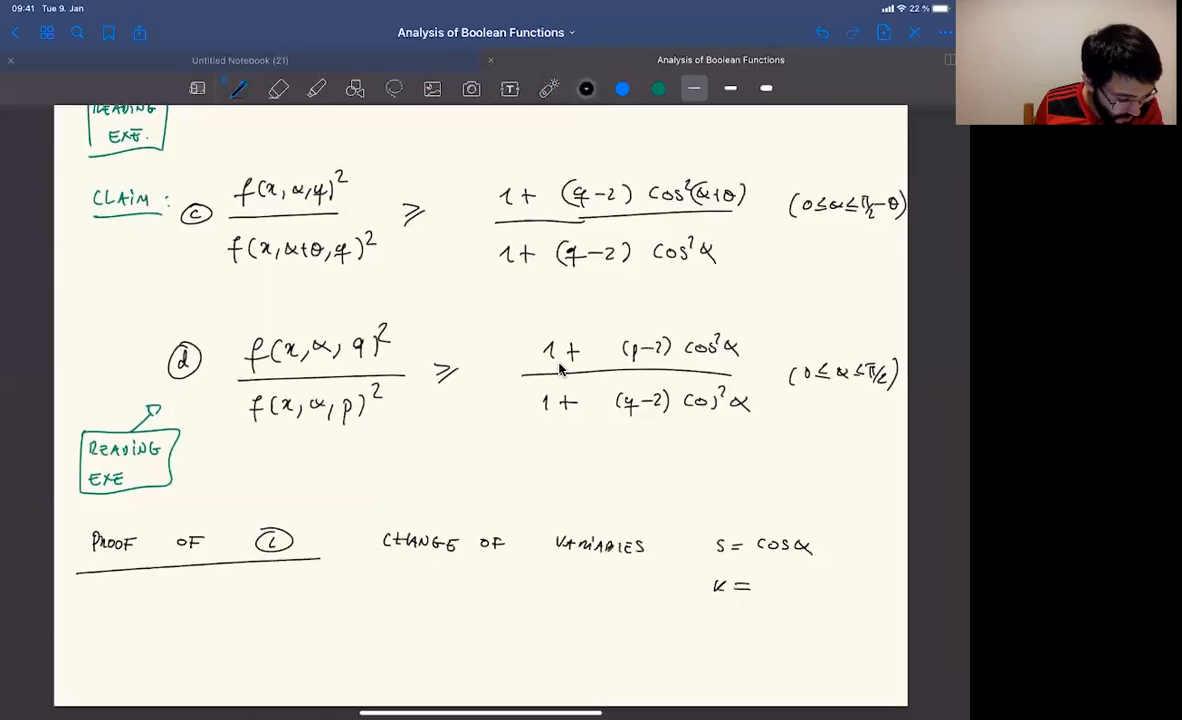 09:41 Tue 9. Jan
22 %
Analysis of Boolean Functions
Untitled Notebook (21)
Analysis of Boolean Functions
READING
EXE.
CLAIM : (c) f(x, α, q)² / f(x, α+θ, q)² ≥ 1 + (q-2) cos²(α+θ) / 1 + (q-2) cos²α (0 ≤ α ≤ π/2 - θ)
(d) f(x, α, q)² / f(x, α, p)² ≥ 1 + (p-2) cos²α / 1 + (q-2) cos²α (0 ≤ α ≤ π/2)
READING
EXE
PROOF OF (c) CHANGE OF VARIABLES s = cosα
k =